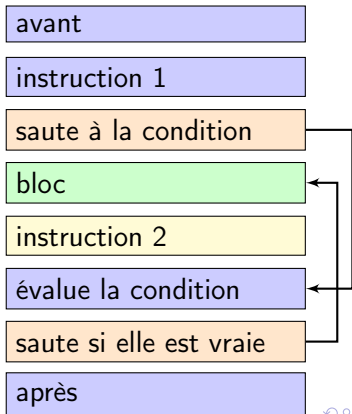 avant
instruction 1
saute à la condition
bloc
instruction 2
évalue la condition
saute si elle est vraie
après